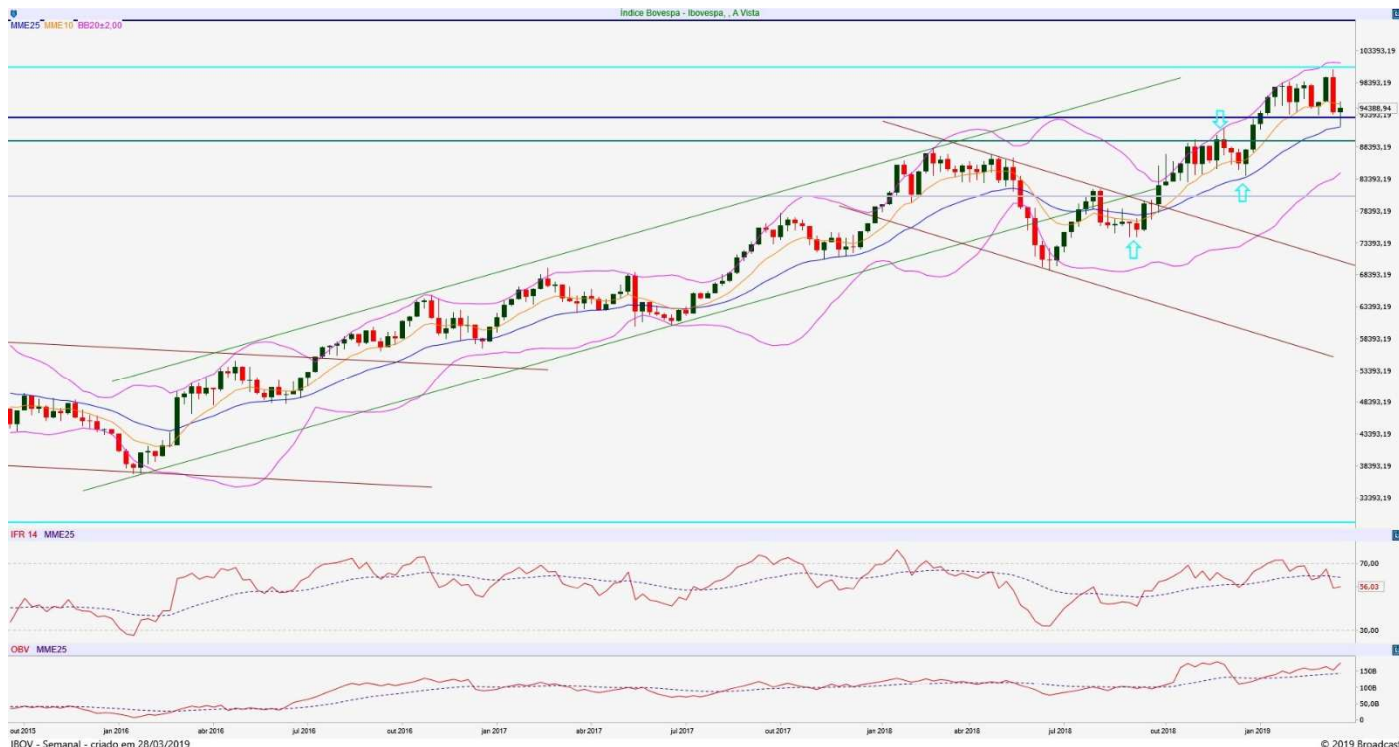 Índice Bovespa - Ibovespa, , A Vista
MME25 MME10 BB20±2,00
103393,19
98393,19
94388,94
93393,19
88393,19
83393,19
78393,19
73393,19
68393,19
63393,19
58393,19
53393,19
48393,19
43393,19
38393,19
33393,19
IFR 14 MME25
70,00
56,03
30,00
OBV MME25
150B
100B
50,0B
0
out 2015 jan 2016 abr 2016 jul 2016 out 2016 jan 2017 abr 2017 jul 2017 out 2017 jan 2018 abr 2018 jul 2018 out 2018 jan 2019
IBOV - Semanal - criado em 28/03/2019 © 2019 Broadcast